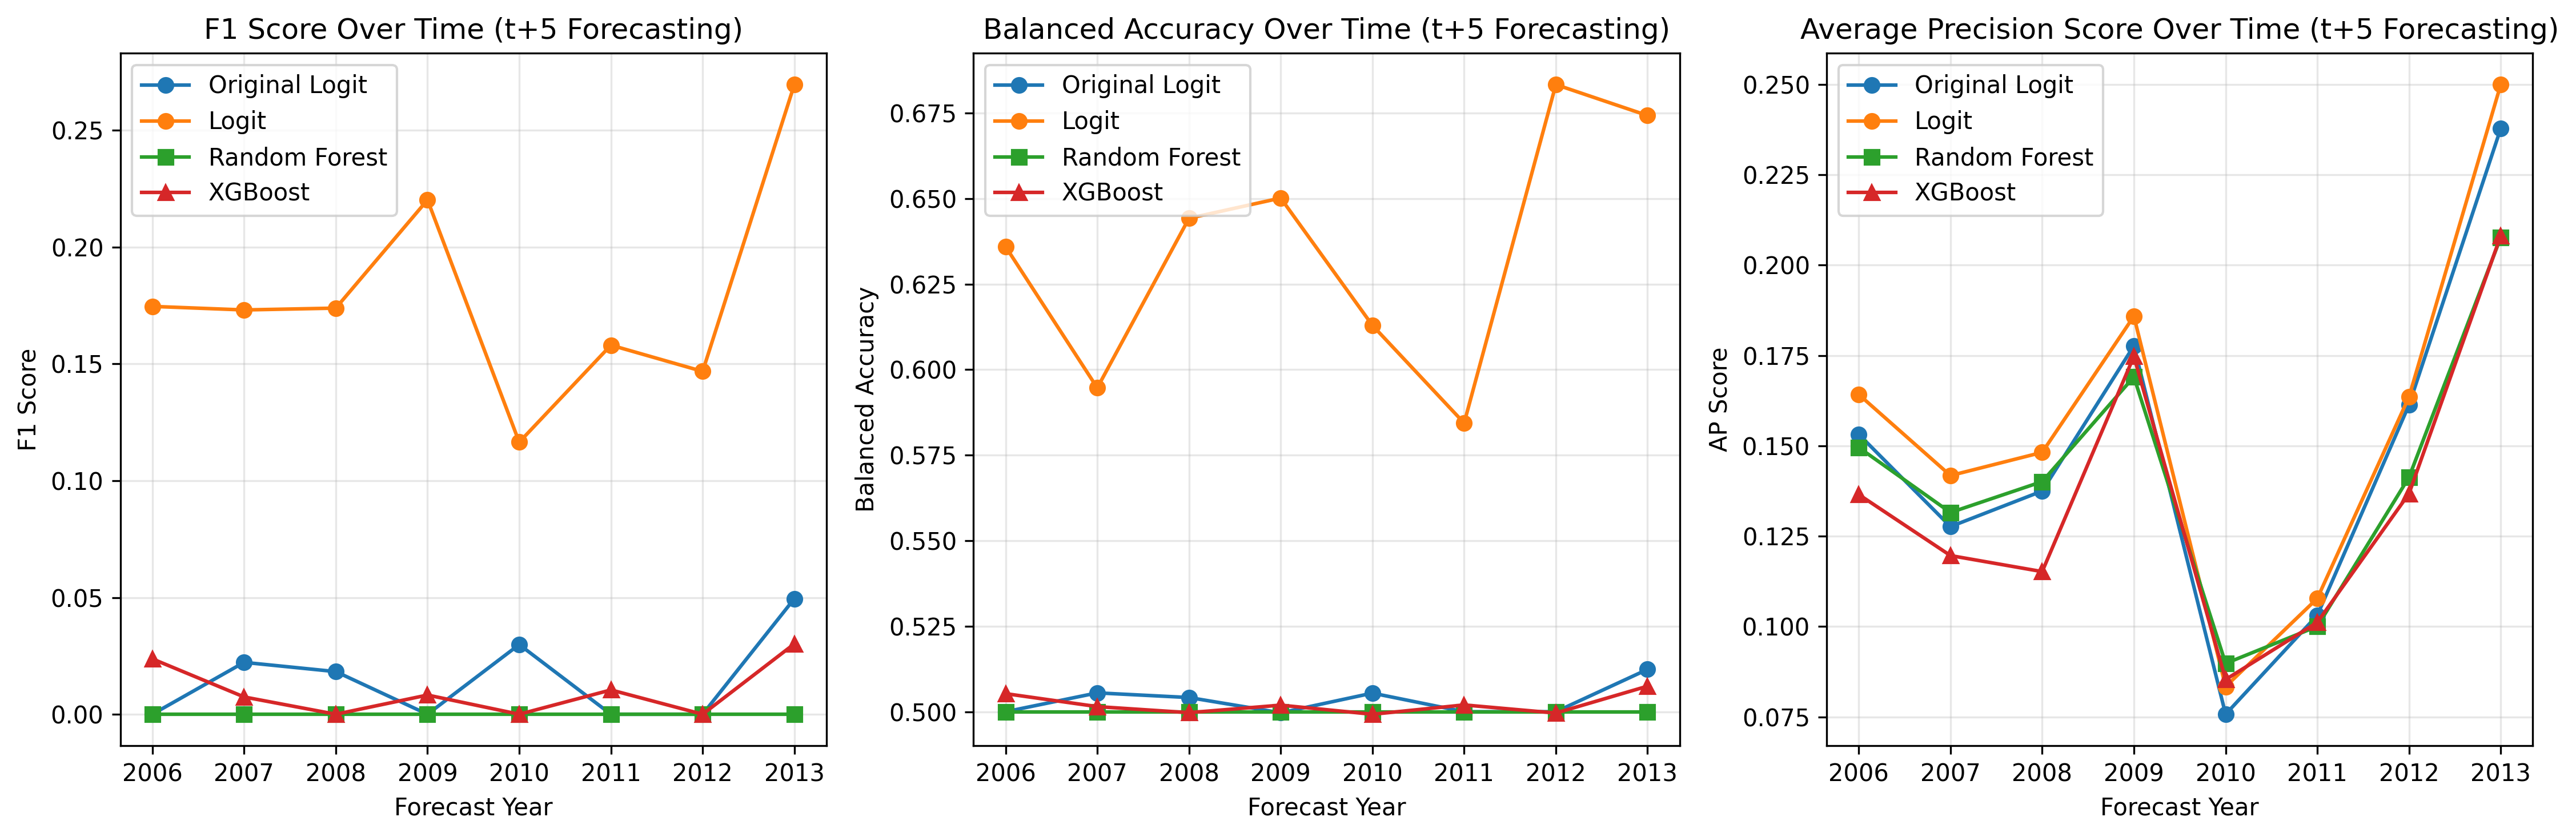 F1 Score Over Time (t+5 Forecasting)
Original Logit
Logit
Random Forest
XGBoost
F1 Score
0.25
0.20
0.15
0.10
0.05
0.00
2006 2007 2008 2009 2010 2011 2012 2013
Forecast Year
Balanced Accuracy Over Time (t+5 Forecasting)
Original Logit
Logit
Random Forest
XGBoost
Balanced Accuracy
0.675
0.650
0.625
0.600
0.575
0.550
0.525
0.500
2006 2007 2008 2009 2010 2011 2012 2013
Forecast Year
Average Precision Score Over Time (t+5 Forecasting)
Original Logit
Logit
Random Forest
XGBoost
AP Score
0.250
0.225
0.200
0.175
0.150
0.125
0.100
0.075
2006 2007 2008 2009 2010 2011 2012 2013
Forecast Year